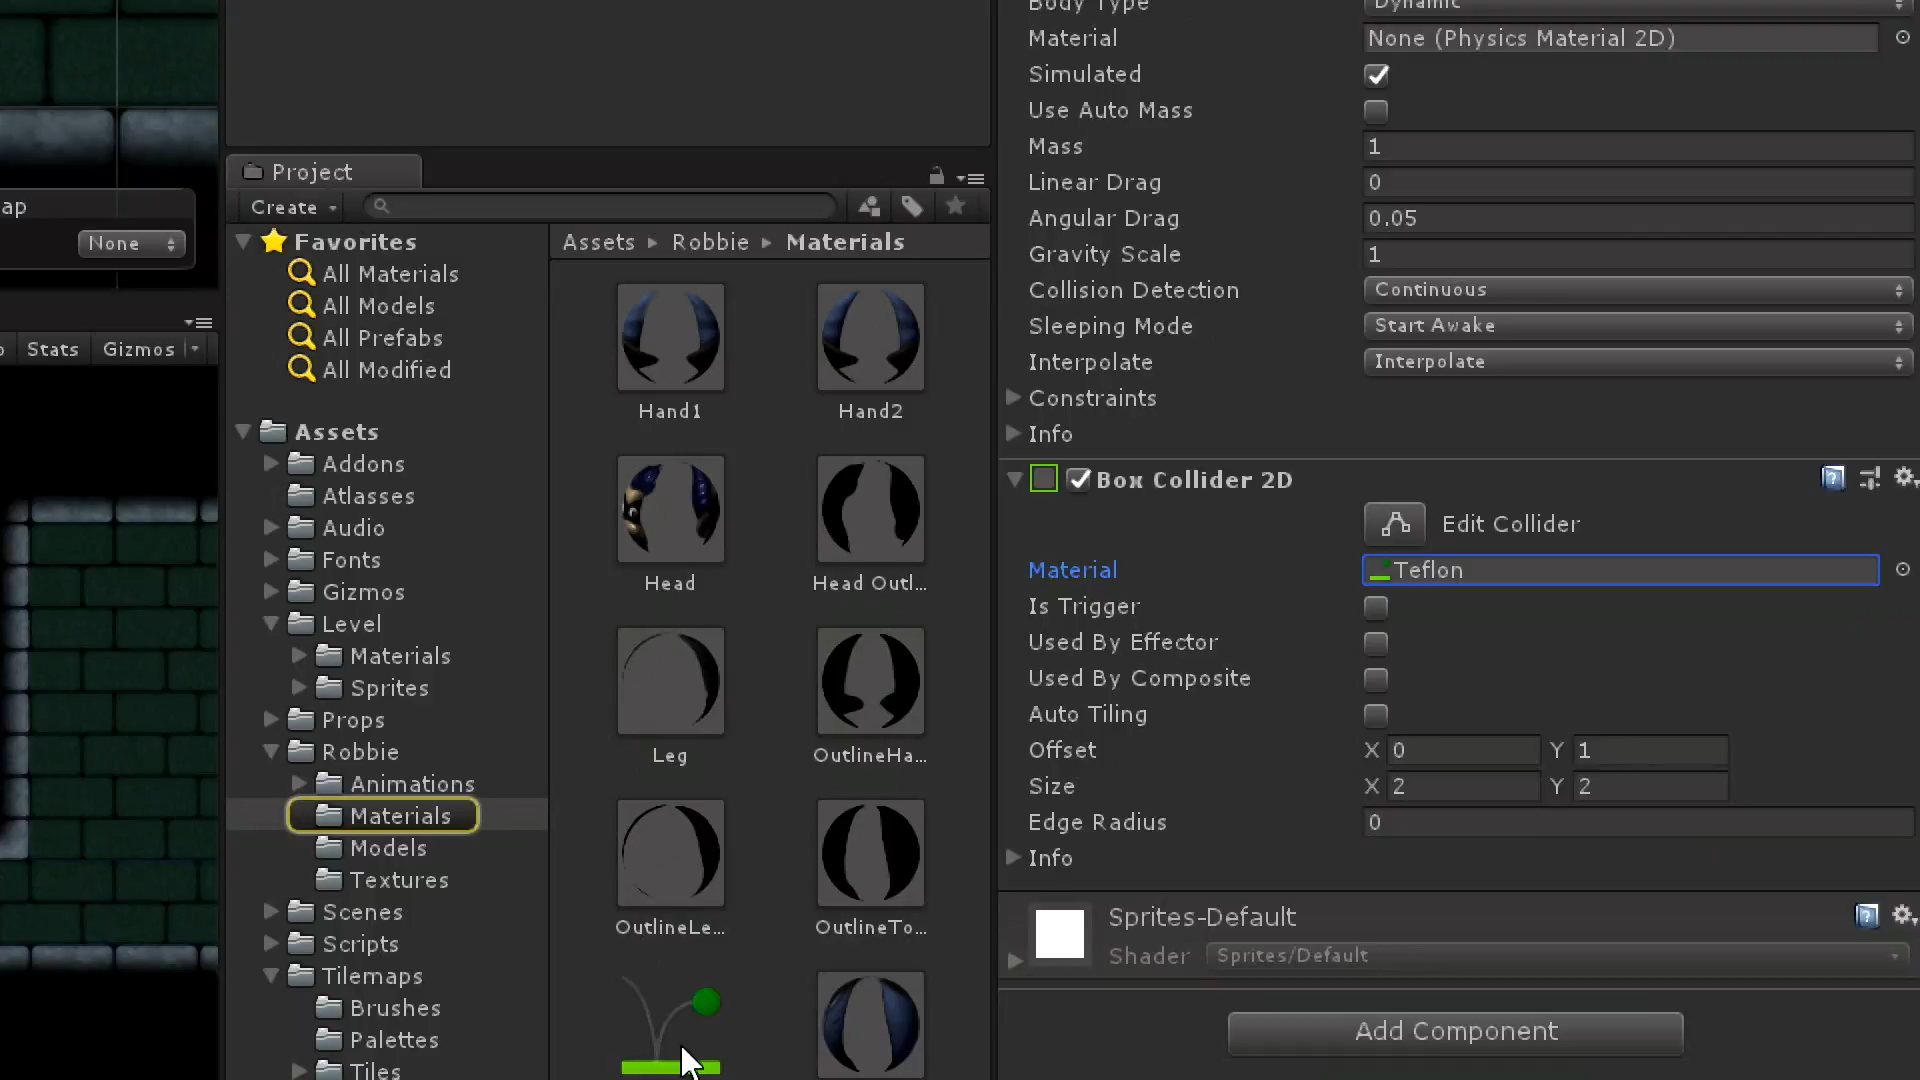 Body Type Dynamic
Material None (Physics Material 2D)
Simulated
Use Auto Mass
Mass 1
Linear Drag 0
Angular Drag 0.05
Gravity Scale 1
Collision Detection Continuous
Sleeping Mode Start Awake
Interpolate Interpolate
Constraints
Info
Box Collider 2D
Edit Collider
Material Teflon
Is Trigger
Used By Effector
Used By Composite
Auto Tiling
Offset X 0 Y 1
Size X 2 Y 2
Edge Radius 0
Info
Sprites-Default
Shader Sprites/Default
Add Component
Project
Create
Favorites
All Materials
All Models
All Prefabs
All Modified
Assets
Addons
Atlasses
Audio
Fonts
Gizmos
Level
Materials
Sprites
Props
Robbie
Animations
Materials
Models
Textures
Scenes
Scripts
Tilemaps
Brushes
Palettes
Tiles
Assets Robbie Materials
Hand1 Hand2
Head Head Outl...
Leg OutlineHa...
OutlineLe... OutlineTo...
ap
None
Stats Gizmos